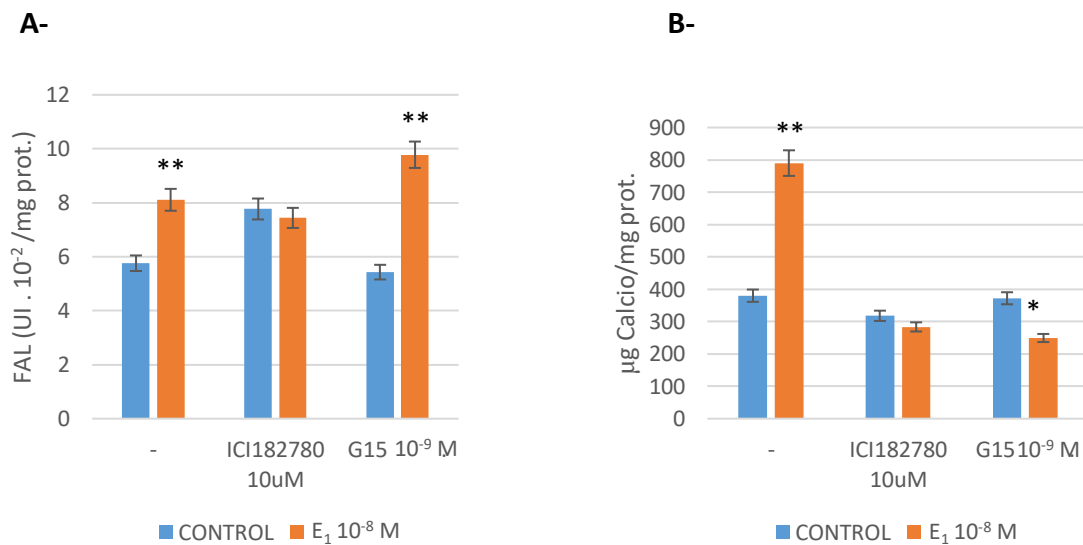 A-
FAL (UI . 10⁻² /mg prot.)
12
10
8
6
4
2
0
**
**
-
ICI182780
10uM
G15 10⁻⁹ M
CONTROL E₁ 10⁻⁸ M
B-
µg Calcio/mg prot.
900
800
700
600
500
400
300
200
100
0
**
*
-
ICI182780
10uM
G15 10⁻⁹ M
CONTROL E₁ 10⁻⁸ M